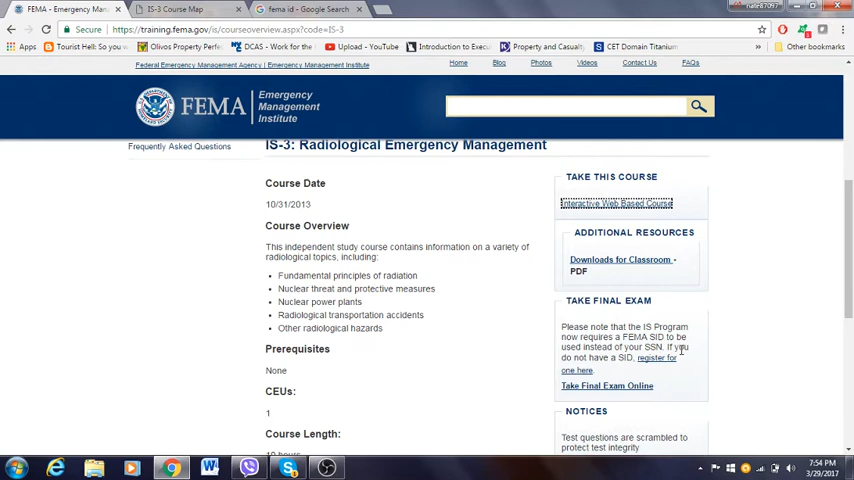 FEMA - Emergency Mana
IS-3 Course Map
fema id - Google Search
nate87097
Secure
https://training.fema.gov/is/courseoverview.aspx?code=IS-3
Apps
Bookmarks
Tourist Hell: So you th
Olivos Property Perfe
DCAS - Work for the
Introduction to Execu
Property and Casualty
CET Domain Titanium
Other bookmarks
Federal Emergency Management Agency | Emergency Management Institute
Home
Blog
Photos
Videos
Contact Us
FAQs
FEMA
Emergency
Management
Institute
Frequently Asked Questions
IS-3: Radiological Emergency Management
Course Date
10/31/2013
Course Overview
This independent study course contains information on a variety of
radiological topics, including:
• Fundamental principles of radiation
• Nuclear threat and protective measures
• Nuclear power plants
• Radiological transportation accidents
• Other radiological hazards
Prerequisites
None
CEUs:
1
Course Length:
10 hours
TAKE THIS COURSE
Interactive Web Based Course
ADDITIONAL RESOURCES
Downloads for Classroom -
PDF
TAKE FINAL EXAM
Please note that the IS Program
now requires a FEMA SID to be
used instead of your SSN. If you
do not have a SID, register for
one here.
Take Final Exam Online
NOTICES
Test questions are scrambled to
protect test integrity
7:54 PM
3/29/2017